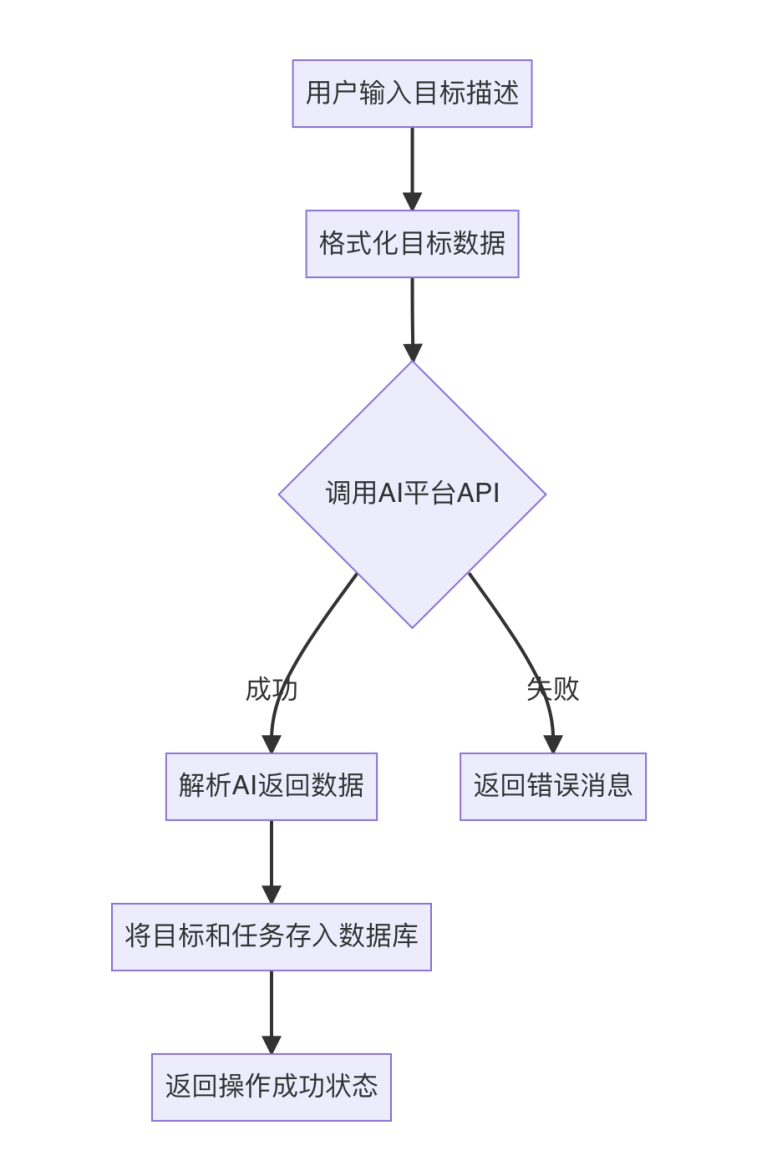 用户输入目标描述
格式化目标数据
调用AI平台API
成功
失败
解析AI返回数据
返回错误消息
将目标和任务存入数据库
返回操作成功状态